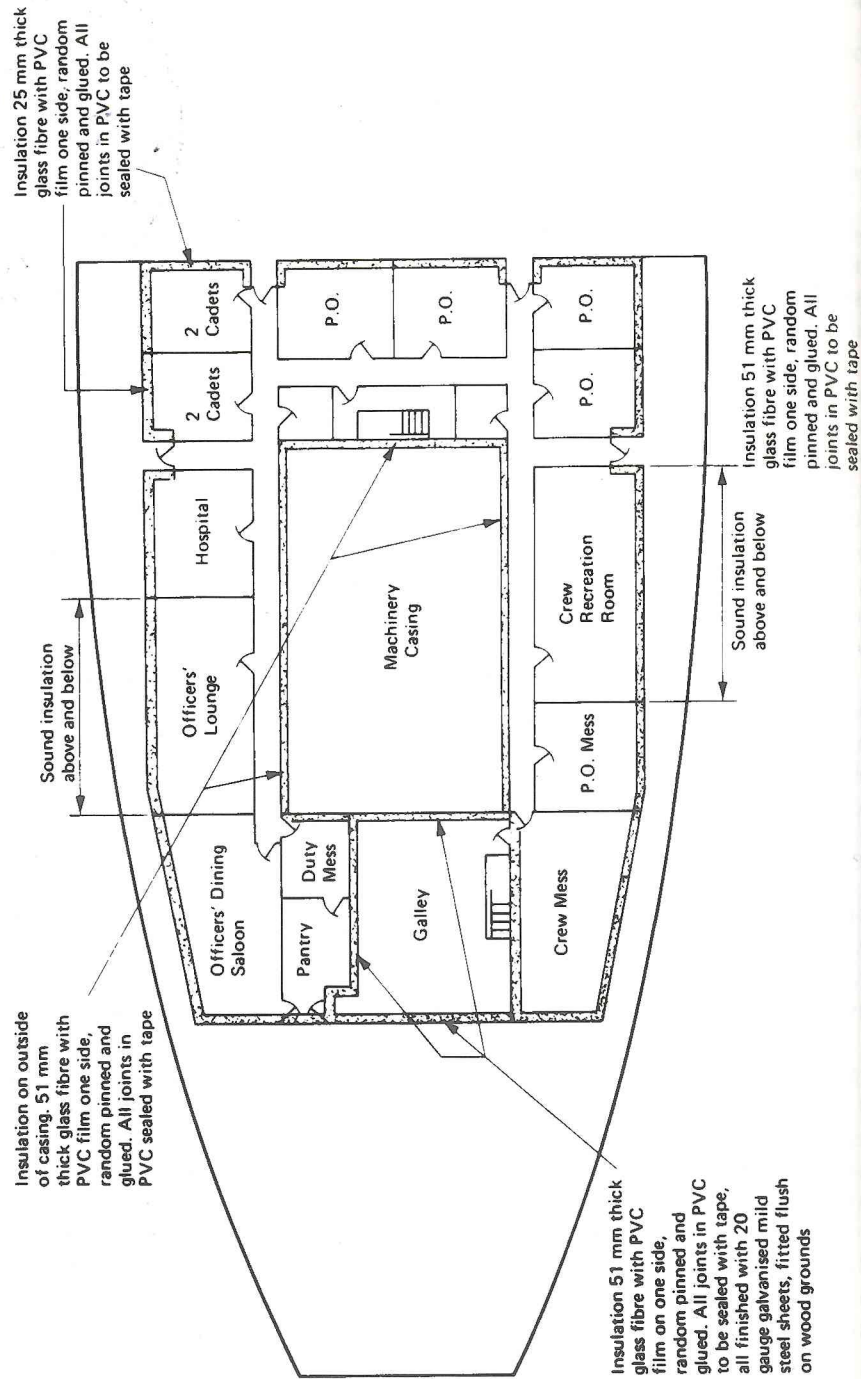 Insulation 25 mm thick
glass fibre with PVC
film one side, random
pinned and glued. All
joints in PVC to be
sealed with tape
Sound insulation
above and below
Insulation on outside
of casing. 51 mm
thick glass fibre with
PVC film one side,
random pinned and
glued. All joints in
PVC sealed with tape
Officers' Dining
Saloon
Officers'
Lounge
Hospital
2
Cadets
2
Cadets
Pantry
Duty
Mess
Galley
Machinery
Casing
P.O.
P.O.
Crew Mess
P.O. Mess
Crew
Recreation
Room
P.O.
P.O.
Sound insulation
above and below
Insulation 51 mm thick
glass fibre with PVC
film one side, random
pinned and glued. All
joints in PVC to be
sealed with tape
Insulation 51 mm thick
glass fibre with PVC
film on one side,
random pinned and
glued. All joints in PVC
to be sealed with tape,
all finished with 20
gauge galvanised mild
steel sheets, fitted flush
on wood grounds